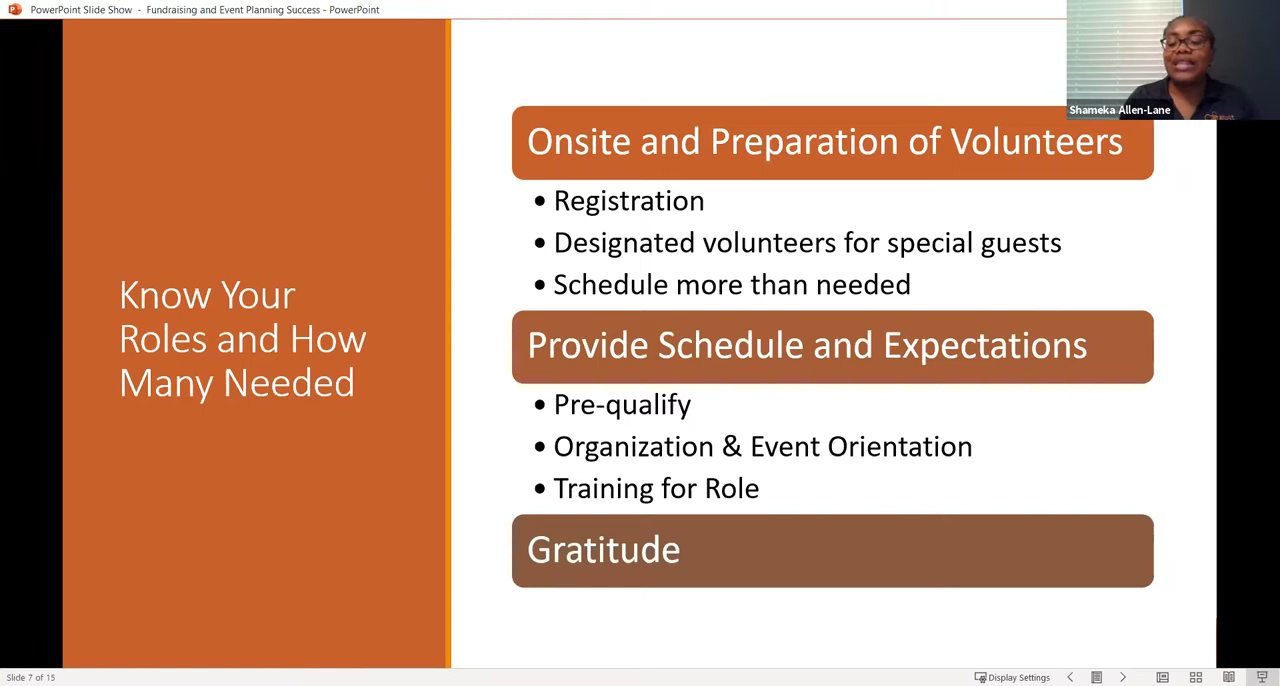 PowerPoint Slide Show - Fundraising and Event Planning Success - PowerPoint
Shameka Allen-Lane
Know Your
Roles and How
Many Needed
Onsite and Preparation of Volunteers
• Registration
• Designated volunteers for special guests
• Schedule more than needed
Provide Schedule and Expectations
• Pre-qualify
• Organization & Event Orientation
• Training for Role
Gratitude
Slide 7 of 15
Display Settings